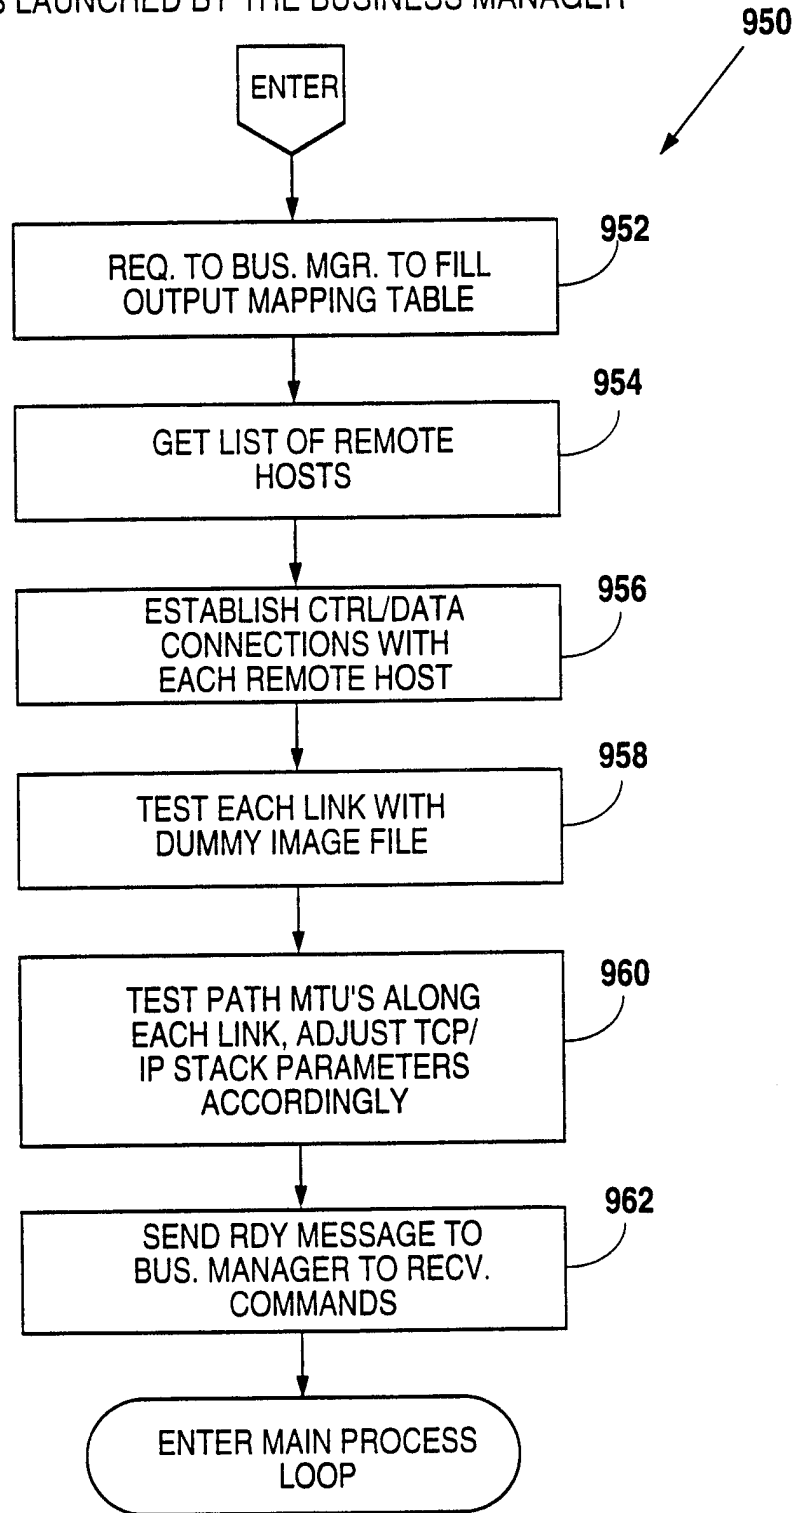 S LAUNCHED BY THE BUSINESS MANAGER
950
ENTER
952
REQ. TO BUS. MGR. TO FILL
OUTPUT MAPPING TABLE
954
GET LIST OF REMOTE
HOSTS
956
ESTABLISH CTRL/DATA
CONNECTIONS WITH
EACH REMOTE HOST
958
TEST EACH LINK WITH
DUMMY IMAGE FILE
960
TEST PATH MTU'S ALONG
EACH LINK, ADJUST TCP/
IP STACK PARAMETERS
ACCORDINGLY
962
SEND RDY MESSAGE TO
BUS. MANAGER TO RECV.
COMMANDS
ENTER MAIN PROCESS
LOOP